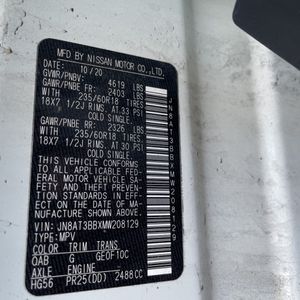 MFD BY NISSAN MOTOR CO.,LTD.
DATE: 10/20
GVWR/PNBV: 4619 LBS
GAWR/PNBE FR: 2403 LBS
WITH 235/60R18 TIRES
18X7 1/2J RIMS.AT.33 PSI
COLD SINGLE.
GAWR/PNBE RR: 2326 LBS
WITH 235/60R18 TIRES
18X7 1/2J RIMS.AT.30 PSI
COLD SINGLE.
THIS VEHICLE CONFORMS
TO ALL APPLICABLE FED-
ERAL MOTOR VEHICLE SA-
FETY AND THEFT PREVEN-
TION STANDARDS IN EFFECT
ON THE DATE OF MA-
NUFACTURE SHOWN ABOVE.
VIN:JN8AT3BBXMW208129
TYPE:MPV
COLOR TRIM TRANS
QAB G GE0F10C
AXLE ENGINE
HG56 PR25(DD) 2488CC
JN8AT3BBXMW208129